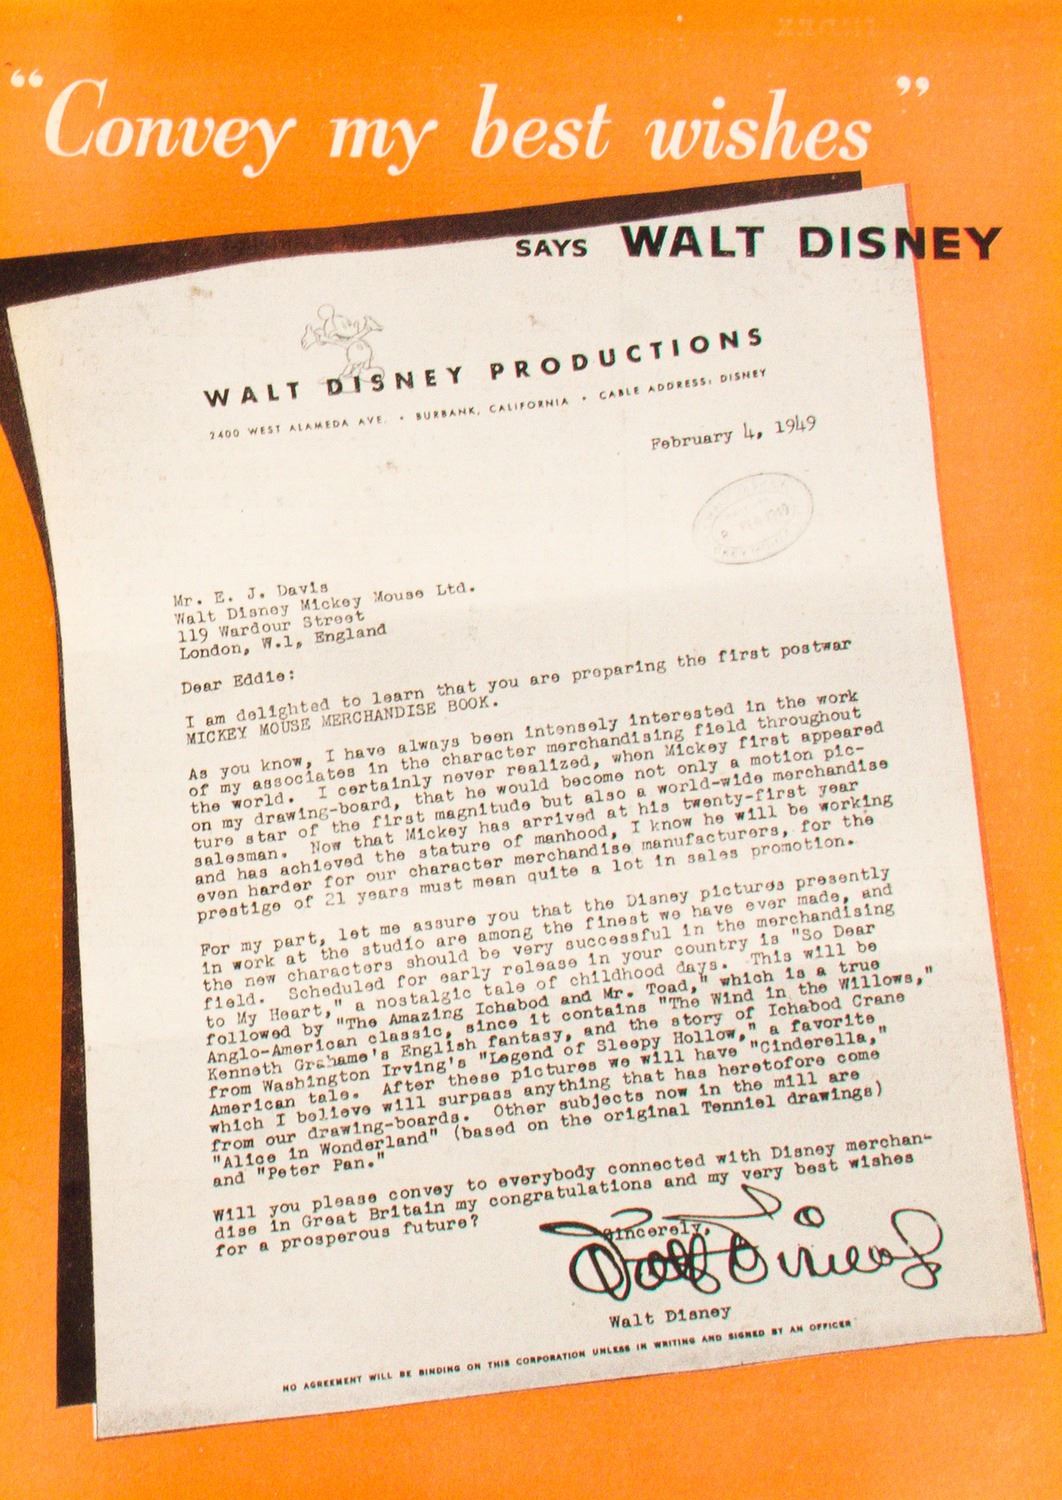 “Convey my best wishes”
SAYS WALT DISNEY
WALT DISNEY PRODUCTIONS
2400 WEST ALAMEDA AVE. • BURBANK, CALIFORNIA • CABLE ADDRESS: DISNEY
February 4, 1949
Mr. E. J. Davis
Walt Disney Mickey Mouse Ltd.
119 Wardour Street
London, W.1, England
Dear Eddie:
I am delighted to learn that you are preparing the first postwar
MICKEY MOUSE MERCHANDISE BOOK.
As you know, I have always been intensely interested in the work
of my associates in the character merchandising field throughout
the world. I certainly never realized, when Mickey first appeared
on my drawing-board, that he would become not only a motion pic-
ture star of the first magnitude but also a world-wide merchandise
salesman. Now that Mickey has arrived at his twenty-first year
and has achieved the stature of manhood, I know he will be working
even harder for our character merchandise manufacturers, for the
prestige of 21 years must mean quite a lot in sales promotion.
For my part, let me assure you that the Disney pictures presently
in work at the studio are among the finest we have ever made, and
the new characters should be very successful in the merchandising
field. Scheduled for early release in your country is "So Dear
to My Heart," a nostalgic tale of childhood days. This will be
followed by "The Amazing Ichabod and Mr. Toad," which is a true
Anglo-American classic, since it contains "The Wind in the Willows,"
Kenneth Grahame's English fantasy, and the story of Ichabod Crane
from Washington Irving's "Legend of Sleepy Hollow," a favorite
American tale. After these pictures we will have "Cinderella,"
which I believe will surpass anything that has heretofore come
from our drawing-boards. Other subjects now in the mill are
"Alice in Wonderland" (based on the original Tenniel drawings)
and "Peter Pan."
Will you please convey to everybody connected with Disney merchan-
dise in Great Britain my congratulations and my very best wishes
for a prosperous future?
Sincerely,
Walt Disney
Walt Disney
NO AGREEMENT WILL BE BINDING ON THIS CORPORATION UNLESS IN WRITING AND SIGNED BY AN OFFICER